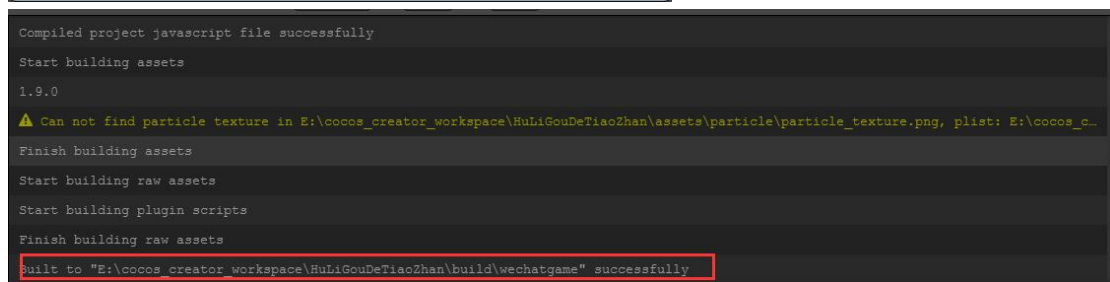 Compiled project javascript file successfully
Start building assets
1.9.0
Can not find particle texture in E:\cocos_creator_workspace\HuLiGouDeTiaoZhan\assets\particle\particle_texture.png, plist: E:\cocos_c…
Finish building assets
Start building raw assets
Start building plugin scripts
Finish building raw assets
Built to "E:\cocos_creator_workspace\HuLiGouDeTiaoZhan\build\wechatgame" successfully